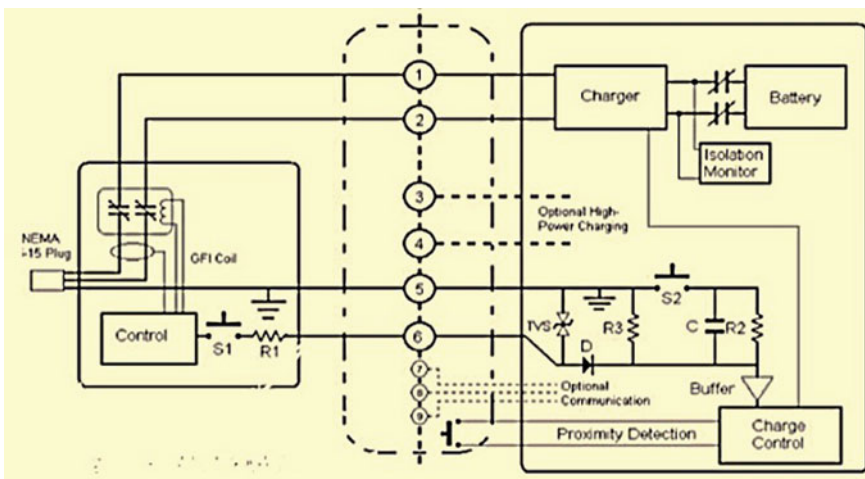 1
Charger
Battery
2
Isolation
Monitor
3
Optional High-
Power Charging
4
NEMA
-15 Plug
GFI Coil
5
S2
TVS
R3
C
R2
Control
S1
R1
6
D
7
8
9
Optional
Communication
Buffer
Proximity Detection
Charge
Control